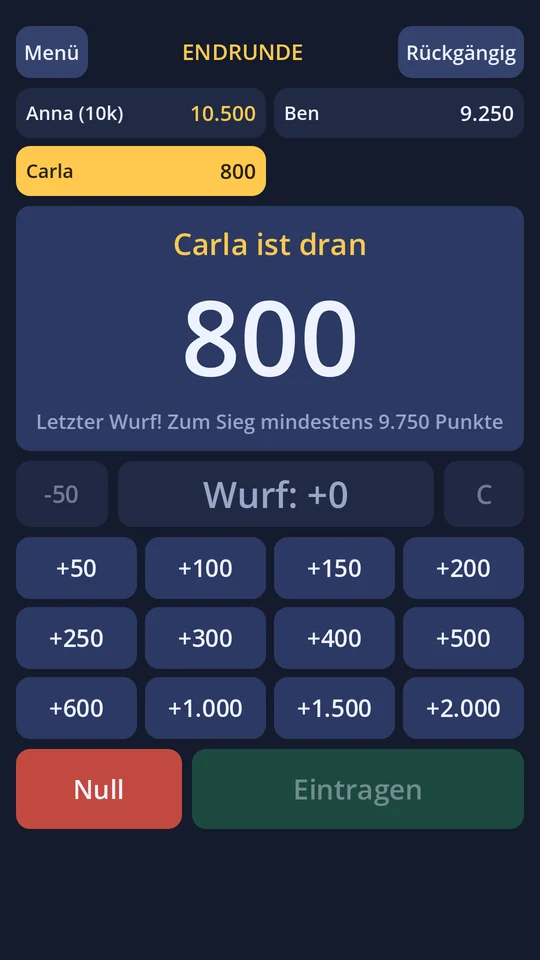 Menü ENDRUNDE Rückgängig
Anna (10k) 10.500 Ben 9.250
Carla 800
Carla ist dran
800
Letzter Wurf! Zum Sieg mindestens 9.750 Punkte
-50 Wurf: +0 C
+50 +100 +150 +200
+250 +300 +400 +500
+600 +1.000 +1.500 +2.000
Null Eintragen